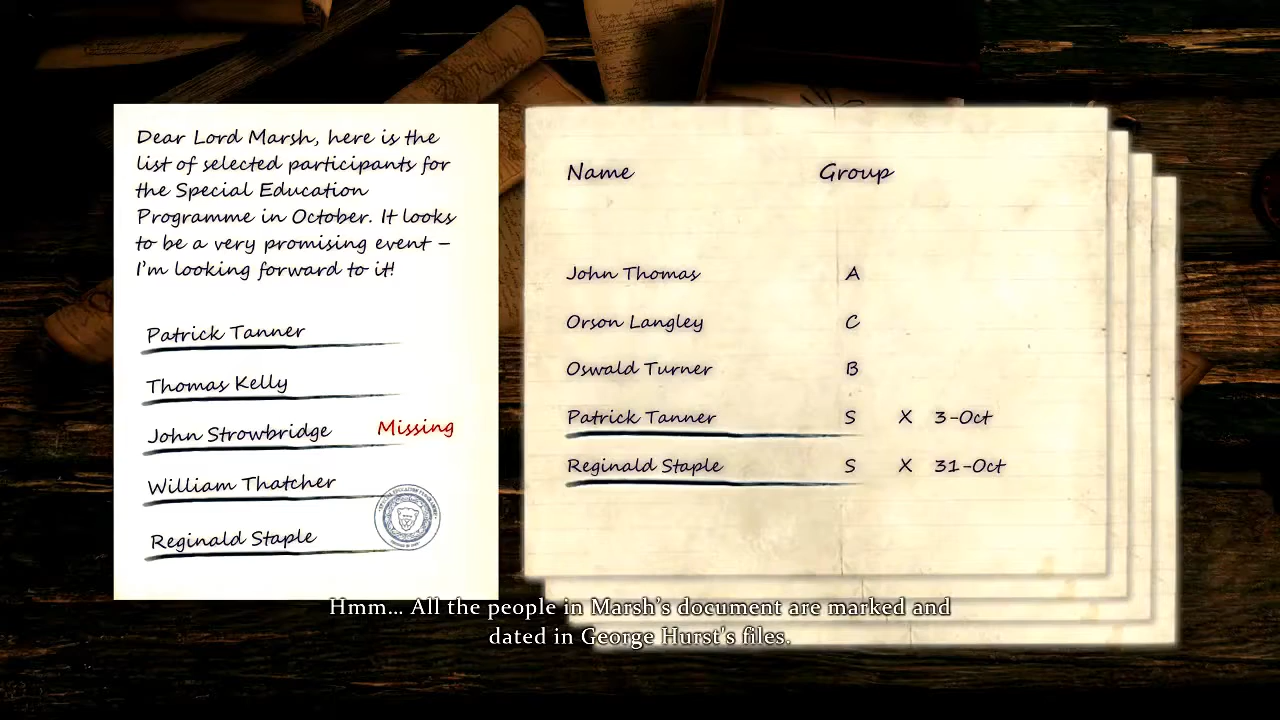 Dear Lord Marsh, here is the
list of selected participants for
the Special Education
Programme in October. It looks
to be a very promising event –
I'm looking forward to it!
Patrick Tanner
Thomas Kelly
John Strowbridge Missing
William Thatcher
Reginald Staple
Name Group
John Thomas A
Orson Langley C
Oswald Turner B
Patrick Tanner S X 3-Oct
Reginald Staple S X 31-Oct
Hmm... All the people in Marsh's document are marked and
dated in George Hurst's files.